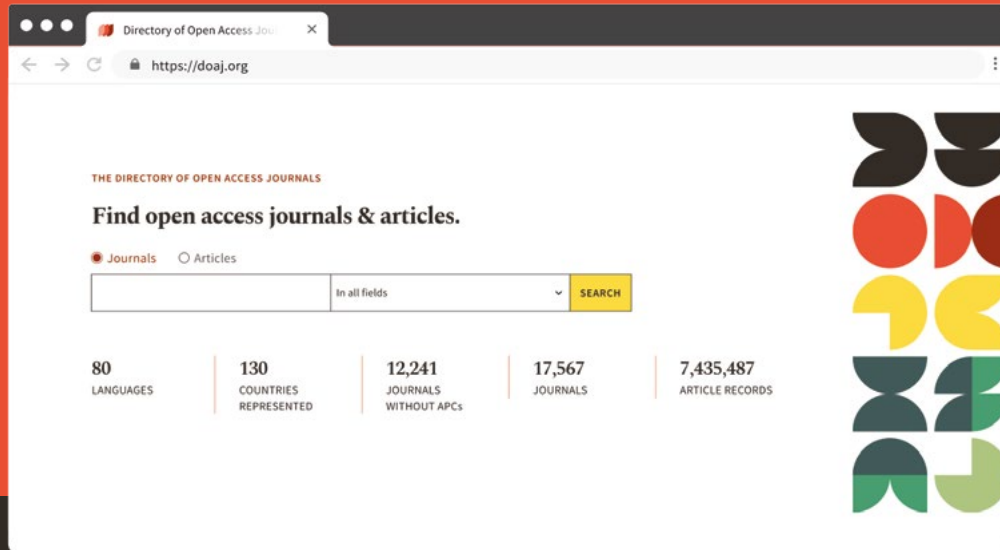 Directory of Open Access Jou
https://doaj.org
THE DIRECTORY OF OPEN ACCESS JOURNALS
Find open access journals & articles.
Journals Articles
In all fields SEARCH
80 130 12,241 17,567 7,435,487
LANGUAGES COUNTRIES JOURNALS JOURNALS ARTICLE RECORDS
REPRESENTED WITHOUT APCs